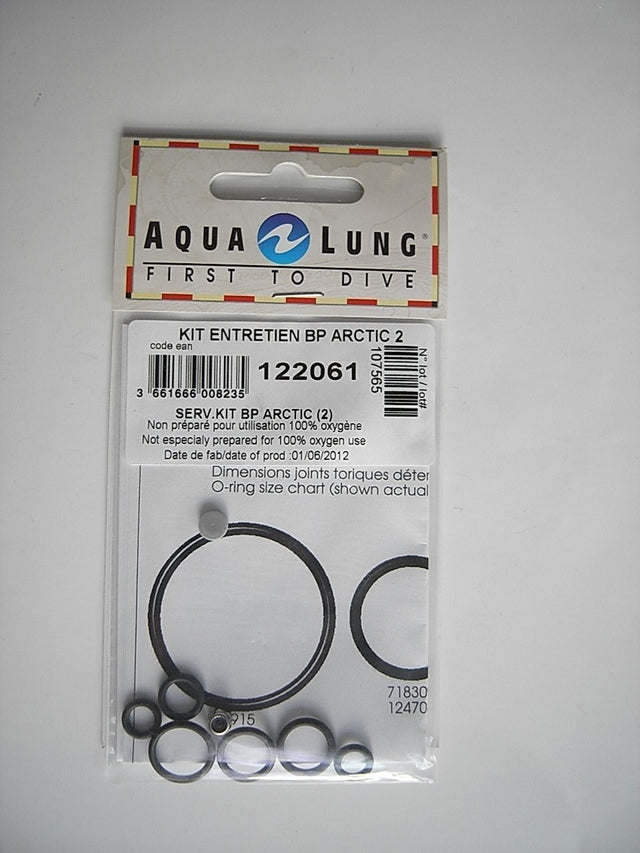 AQUA LUNG®
FIRST TO DIVE
KIT ENTRETIEN BP ARCTIC 2
code ean
3 661666 008235
122061
107565
N° lot / lot#
SERV.KIT BP ARCTIC (2)
Non préparé pour utilisation 100% oxygène
Not especialy prepared for 100% oxygen use
Date de fab/date of prod :01/06/2012
Dimensions joints toriques déter
O-ring size chart (shown actual
71830
12470
915